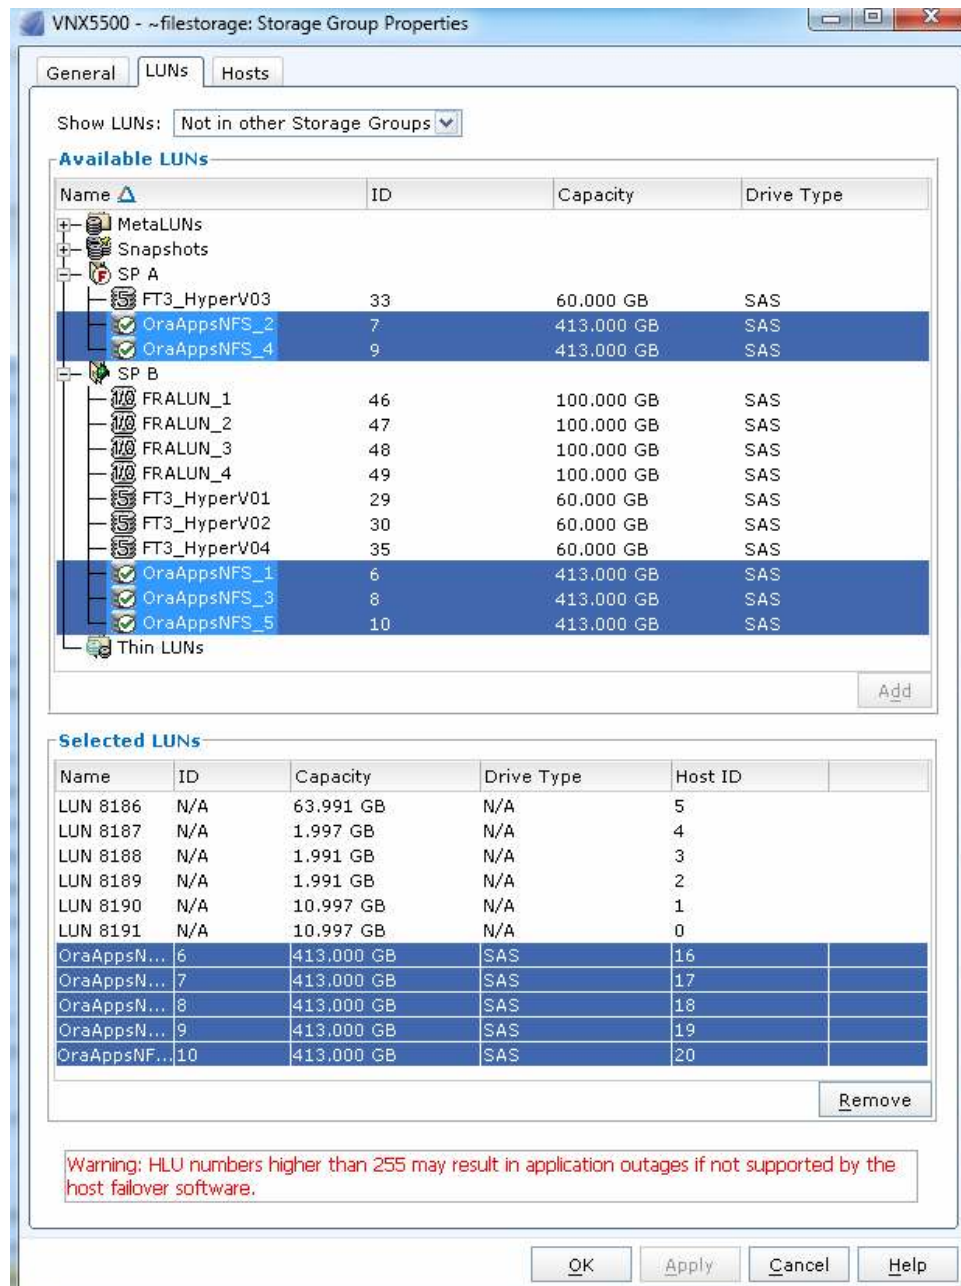 VNX5500 - ~filestorage: Storage Group Properties
General LUNs Hosts
Show LUNs: Not in other Storage Groups
Available LUNs
Name ID Capacity Drive Type
MetaLUNs
Snapshots
SP A
FT3_HyperV03 33 60.000 GB SAS
OraAppsNFS_2 7 413.000 GB SAS
OraAppsNFS_4 9 413.000 GB SAS
SP B
FRALUN_1 46 100.000 GB SAS
FRALUN_2 47 100.000 GB SAS
FRALUN_3 48 100.000 GB SAS
FRALUN_4 49 100.000 GB SAS
FT3_HyperV01 29 60.000 GB SAS
FT3_HyperV02 30 60.000 GB SAS
FT3_HyperV04 35 60.000 GB SAS
OraAppsNFS_1 6 413.000 GB SAS
OraAppsNFS_3 8 413.000 GB SAS
OraAppsNFS_5 10 413.000 GB SAS
Thin LUNs
Add
Selected LUNs
Name ID Capacity Drive Type Host ID
LUN 8186 N/A 63.991 GB N/A 5
LUN 8187 N/A 1.997 GB N/A 4
LUN 8188 N/A 1.991 GB N/A 3
LUN 8189 N/A 1.991 GB N/A 2
LUN 8190 N/A 10.997 GB N/A 1
LUN 8191 N/A 10.997 GB N/A 0
OraAppsN... 6 413.000 GB SAS 16
OraAppsN... 7 413.000 GB SAS 17
OraAppsN... 8 413.000 GB SAS 18
OraAppsN... 9 413.000 GB SAS 19
OraAppsNF... 10 413.000 GB SAS 20
Remove
Warning: HLU numbers higher than 255 may result in application outages if not supported by the
host failover software.
OK Apply Cancel Help